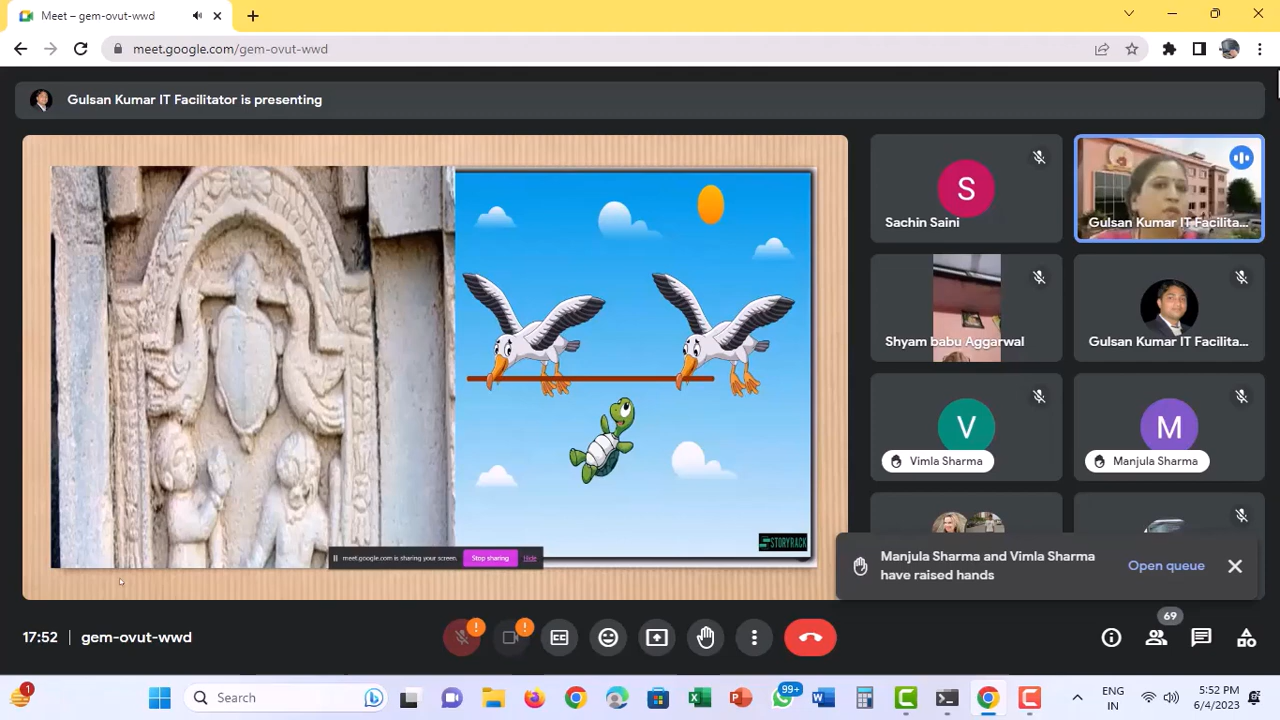 Meet – gem-ovut-wwd
meet.google.com/gem-ovut-wwd
Gulsan Kumar IT Facilitator is presenting
STORYRACK
meet.google.com is sharing your screen.
Stop sharing
Hide
S
Sachin Saini
Gulsan Kumar IT Facilita...
Shyam babu Aggarwal
Gulsan Kumar IT Facilita...
V
Vimla Sharma
M
Manjula Sharma
Manjula Sharma and Vimla Sharma
have raised hands
Open queue
17:52 | gem-ovut-wwd
69
1
Search
99+
ENG
IN
5:52 PM
6/4/2023